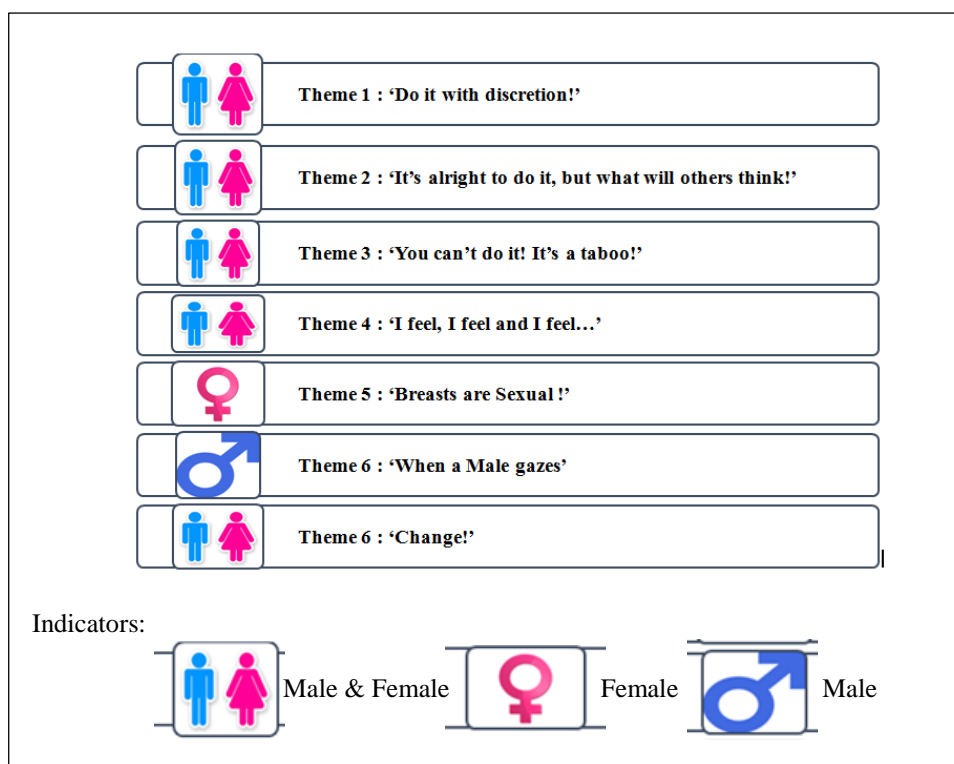 Theme 1 : ‘Do it with discretion!’
Theme 2 : ‘It’s alright to do it, but what will others think!’
Theme 3 : ‘You can’t do it! It’s a taboo!’
Theme 4 : ‘I feel, I feel and I feel…’
Theme 5 : ‘Breasts are Sexual !’
Theme 6 : ‘When a Male gazes’
Theme 6 : ‘Change!’
Indicators:
Male & Female Female Male